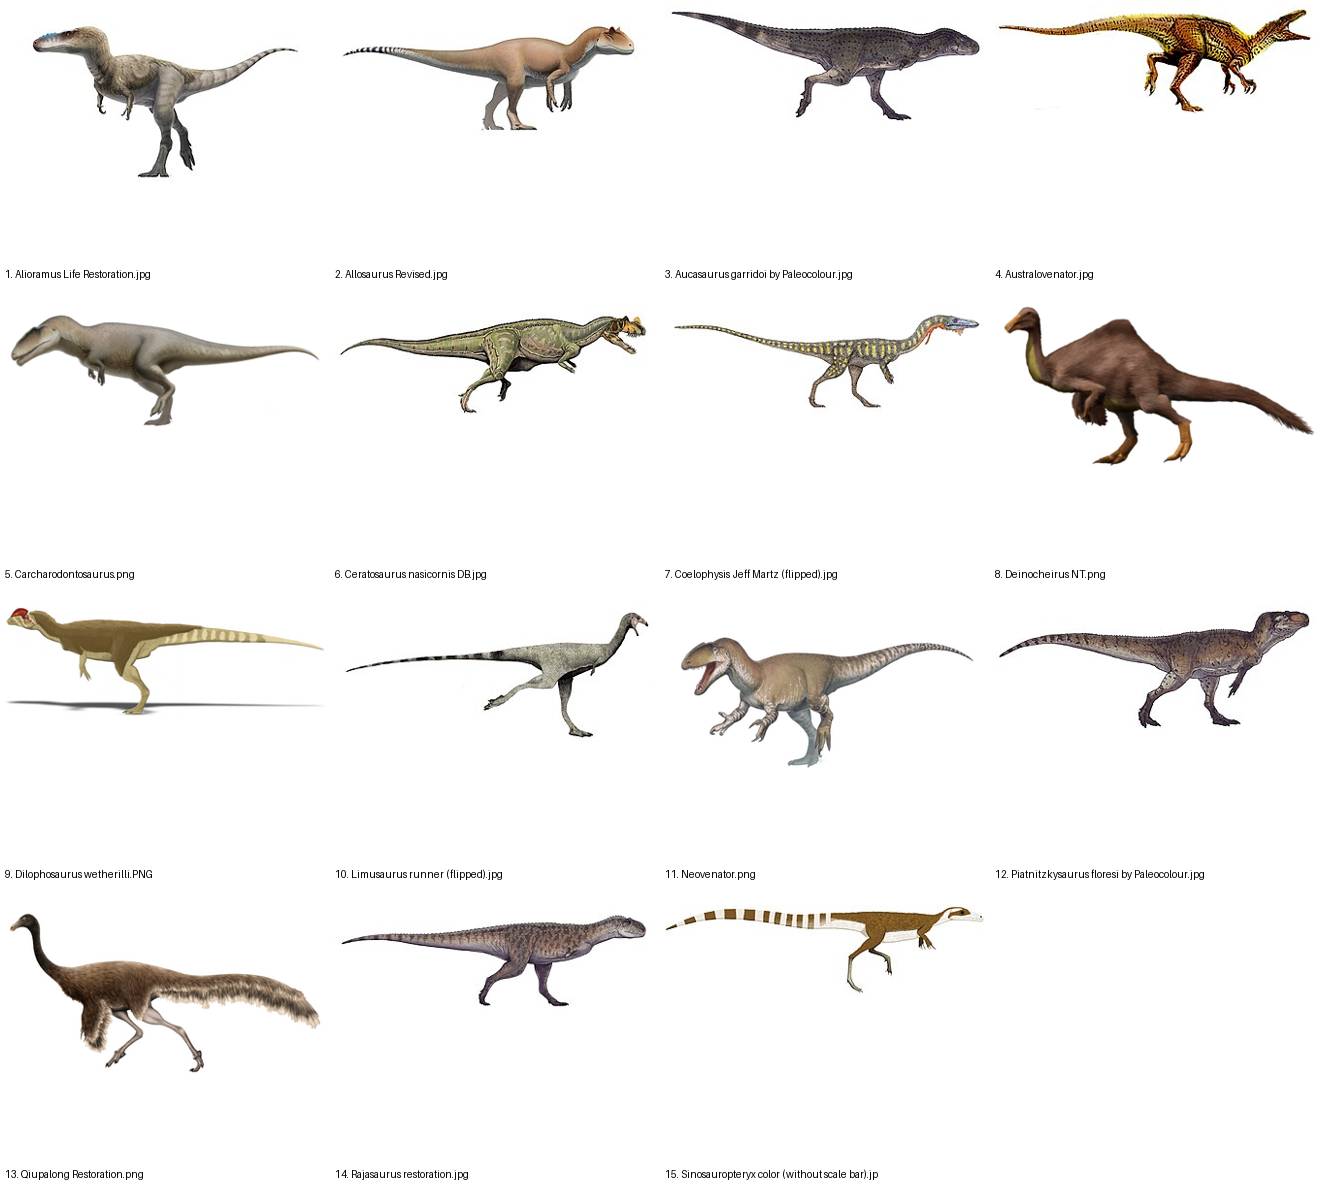 1. Alioramus Life Restoration.jpg
2. Allosaurus Revised.jpg
3. Aucasaurus garridoi by Paleocolour.jpg
4. Australovenator.jpg
5. Carcharodontosaurus.png
6. Ceratosaurus nasicornis DB.jpg
7. Coelophysis Jeff Martz (flipped).jpg
8. Deinocheirus NT.png
9. Dilophosaurus wetherilli.PNG
10. Limusaurus runner (flipped).jpg
11. Neovenator.png
12. Piatnitzkysaurus floresi by Paleocolour.jpg
13. Qiupalong Restoration.png
14. Rajasaurus restoration.jpg
15. Sinosauropteryx color (without scale bar).jp